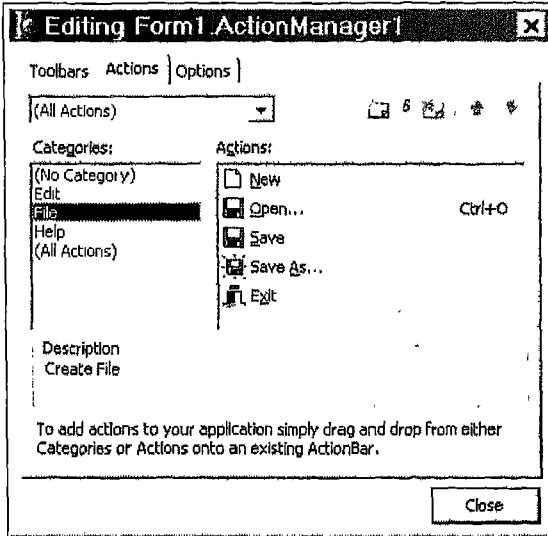 Editing Form1.ActionManager1
Toolbars Actions Options
(All Actions)
Categories: Actions:
(No Category)
Edit
File
Help
(All Actions)
New
Open... Ctrl+O
Save
Save As...
Exit
Description
Create File
To add actions to your application simply drag and drop from either
Categories or Actions onto an existing ActionBar.
Close